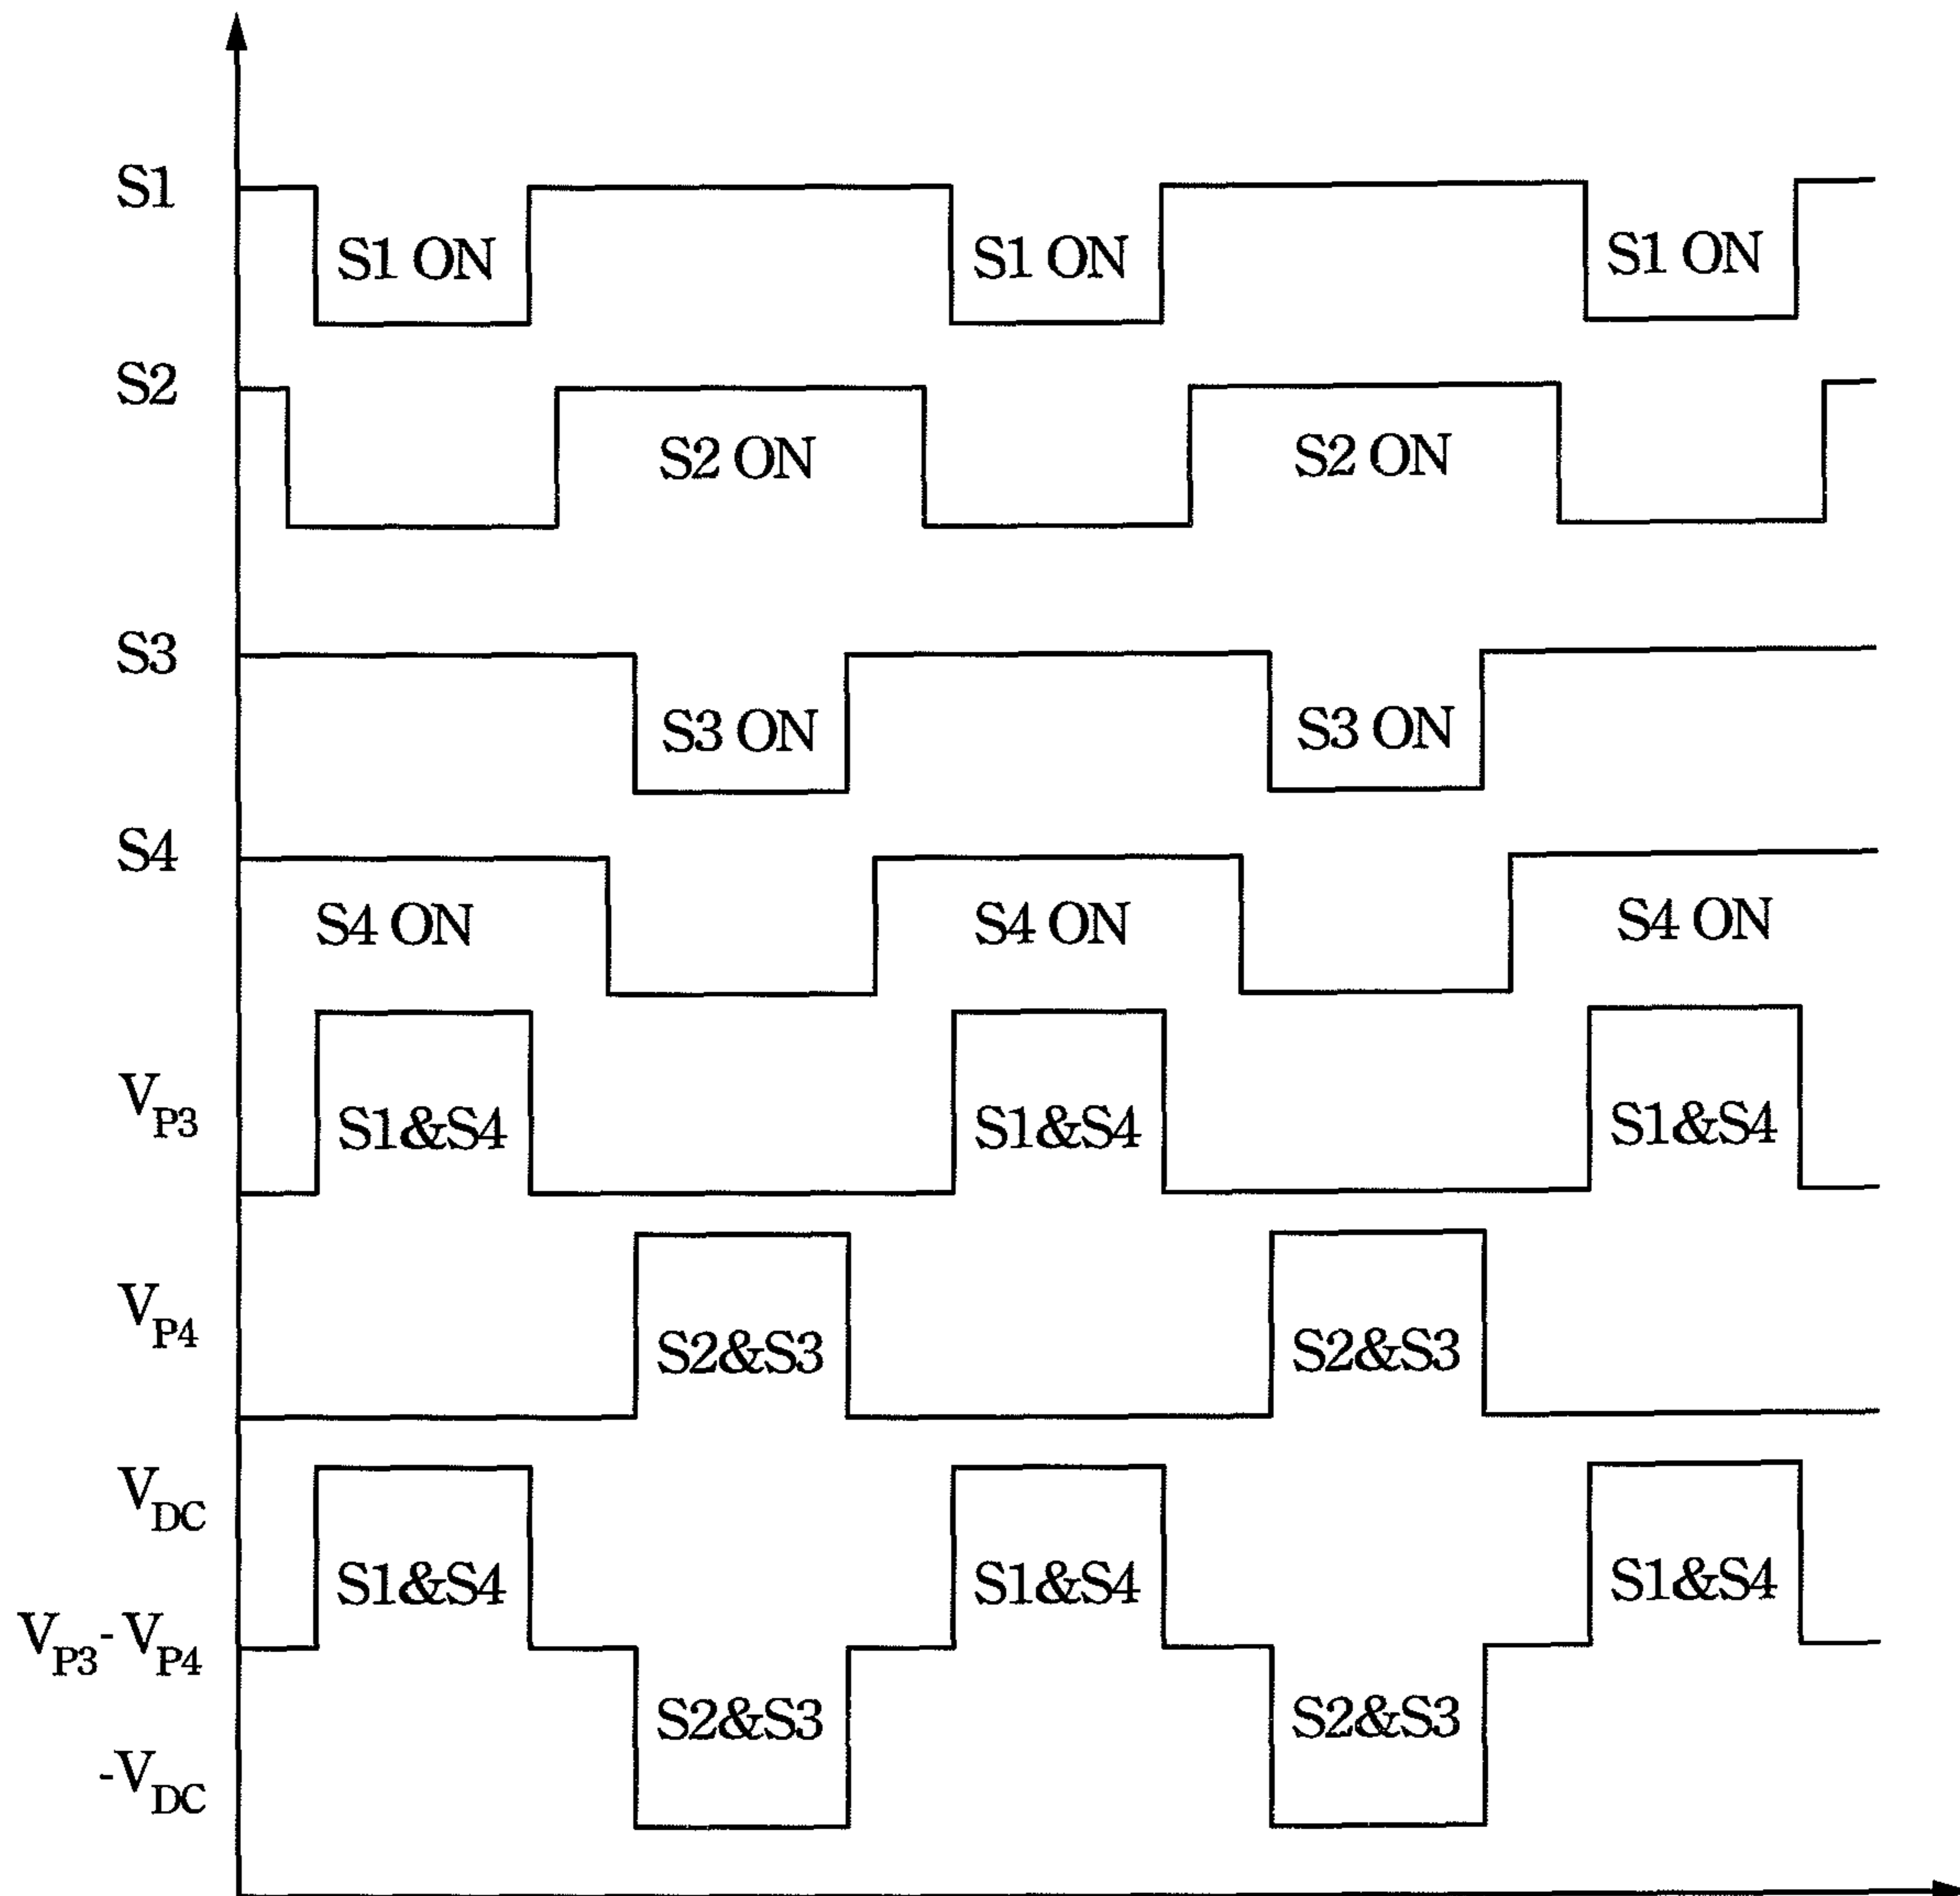 S1
S1 ON S1 ON S1 ON
S2
S2 ON S2 ON
S3
S3 ON S3 ON
S4
S4 ON S4 ON S4 ON
VP3
S1&S4 S1&S4 S1&S4
VP4
S2&S3 S2&S3
VDC
S1&S4 S1&S4 S1&S4
VP3-VP4
S2&S3 S2&S3
-VDC